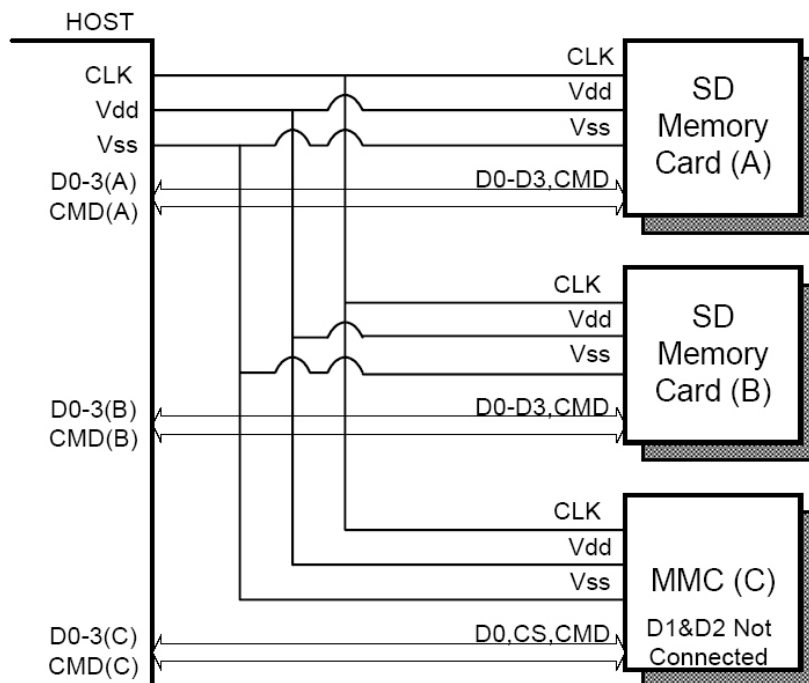 HOST
CLK
Vdd
Vss
D0-3(A)
CMD(A)
CLK
Vdd
Vss
D0-D3,CMD
SD
Memory
Card (A)
D0-3(B)
CMD(B)
CLK
Vdd
Vss
D0-D3,CMD
SD
Memory
Card (B)
D0-3(C)
CMD(C)
CLK
Vdd
Vss
D0,CS,CMD
MMC (C)
D1&D2 Not
Connected